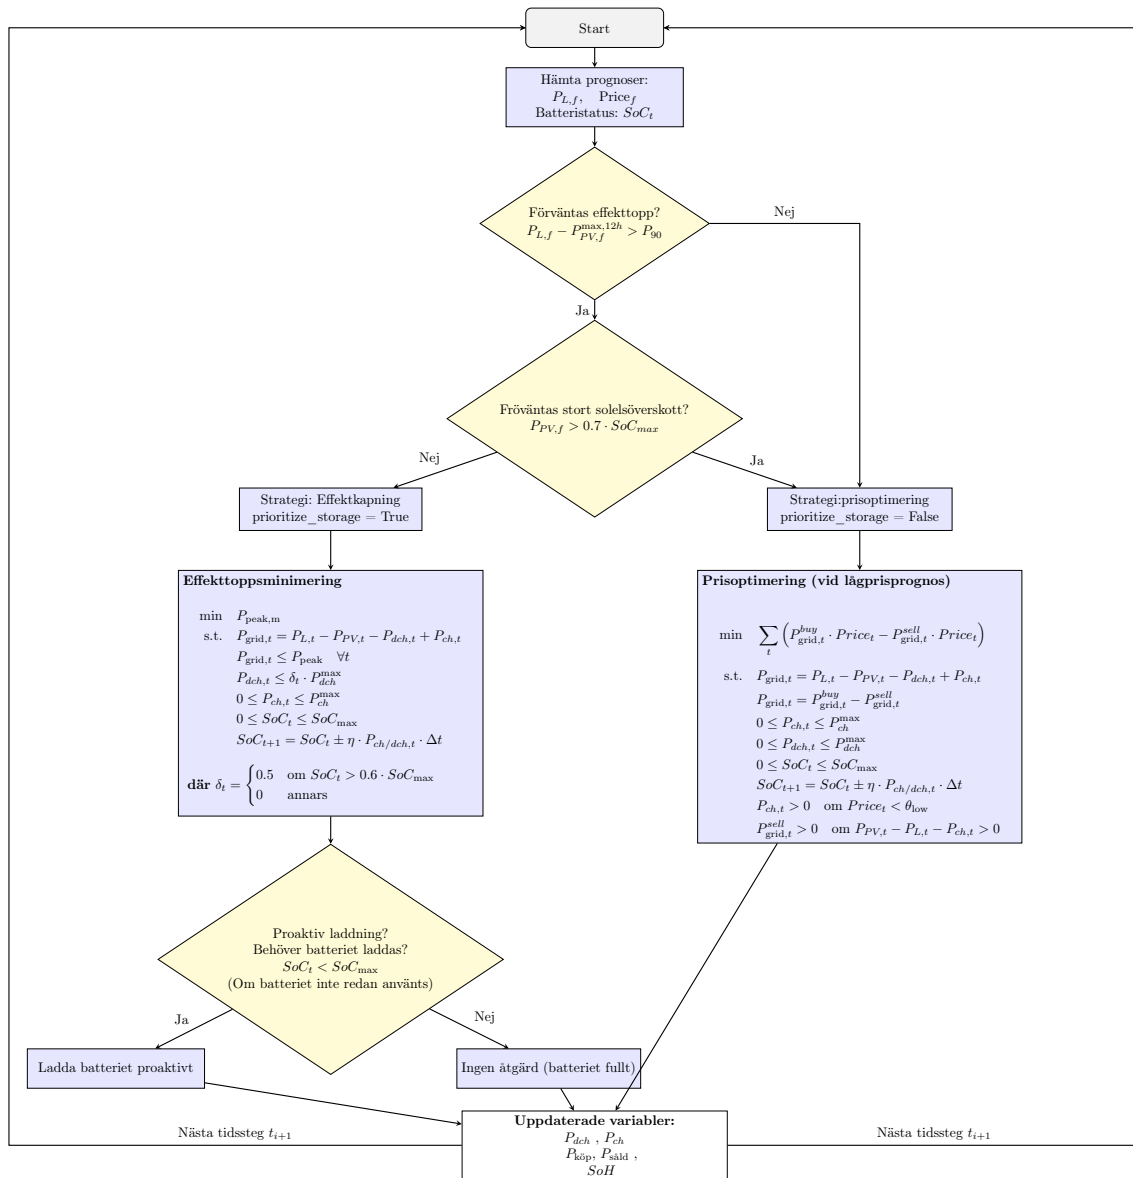 Start
Hämta prognoser:
P_{L,f}, Price_f
Batteristatus: SoC_t
Förväntas effekttopp?
P_{L,f} − P_{PV,f}^{max,12h} > P_{90}
Nej
Ja
Fröväntas stort solelsöverskott?
P_{PV,f} > 0.7 · SoC_{max}
Nej
Ja
Strategi: Effektkapning
prioritize_storage = True
Strategi:prisoptimering
prioritize_storage = False
Effekttoppsminimering
min P_{peak,m}
s.t. P_{grid,t} = P_{L,t} − P_{PV,t} − P_{dch,t} + P_{ch,t}
P_{grid,t} ≤ P_{peak} ∀t
P_{dch,t} ≤ δ_t · P_{dch}^{max}
0 ≤ P_{ch,t} ≤ P_{ch}^{max}
0 ≤ SoC_t ≤ SoC_{max}
SoC_{t+1} = SoC_t ± η · P_{ch/dch,t} · Δt
där δ_t = { 0.5 om SoC_t > 0.6 · SoC_{max}
0 annars
Prisoptimering (vid lågprisprognos)
min ∑_t (P_{grid,t}^{buy} · Price_t − P_{grid,t}^{sell} · Price_t)
s.t. P_{grid,t} = P_{L,t} − P_{PV,t} − P_{dch,t} + P_{ch,t}
P_{grid,t} = P_{grid,t}^{buy} − P_{grid,t}^{sell}
0 ≤ P_{ch,t} ≤ P_{ch}^{max}
0 ≤ P_{dch,t} ≤ P_{dch}^{max}
0 ≤ SoC_t ≤ SoC_{max}
SoC_{t+1} = SoC_t ± η · P_{ch/dch,t} · Δt
P_{ch,t} > 0 om Price_t < θ_{low}
P_{grid,t}^{sell} > 0 om P_{PV,t} − P_{L,t} − P_{ch,t} > 0
Proaktiv laddning?
Behöver batteriet laddas?
SoC_t < SoC_{max}
(Om batteriet inte redan använts)
Ja
Nej
Ladda batteriet proaktivt
Ingen åtgärd (batteriet fullt)
Uppdaterade variabler:
P_{dch} , P_{ch}
P_{köp}, P_{såld} ,
SoH
Nästa tidssteg t_{i+1}
Nästa tidssteg t_{i+1}